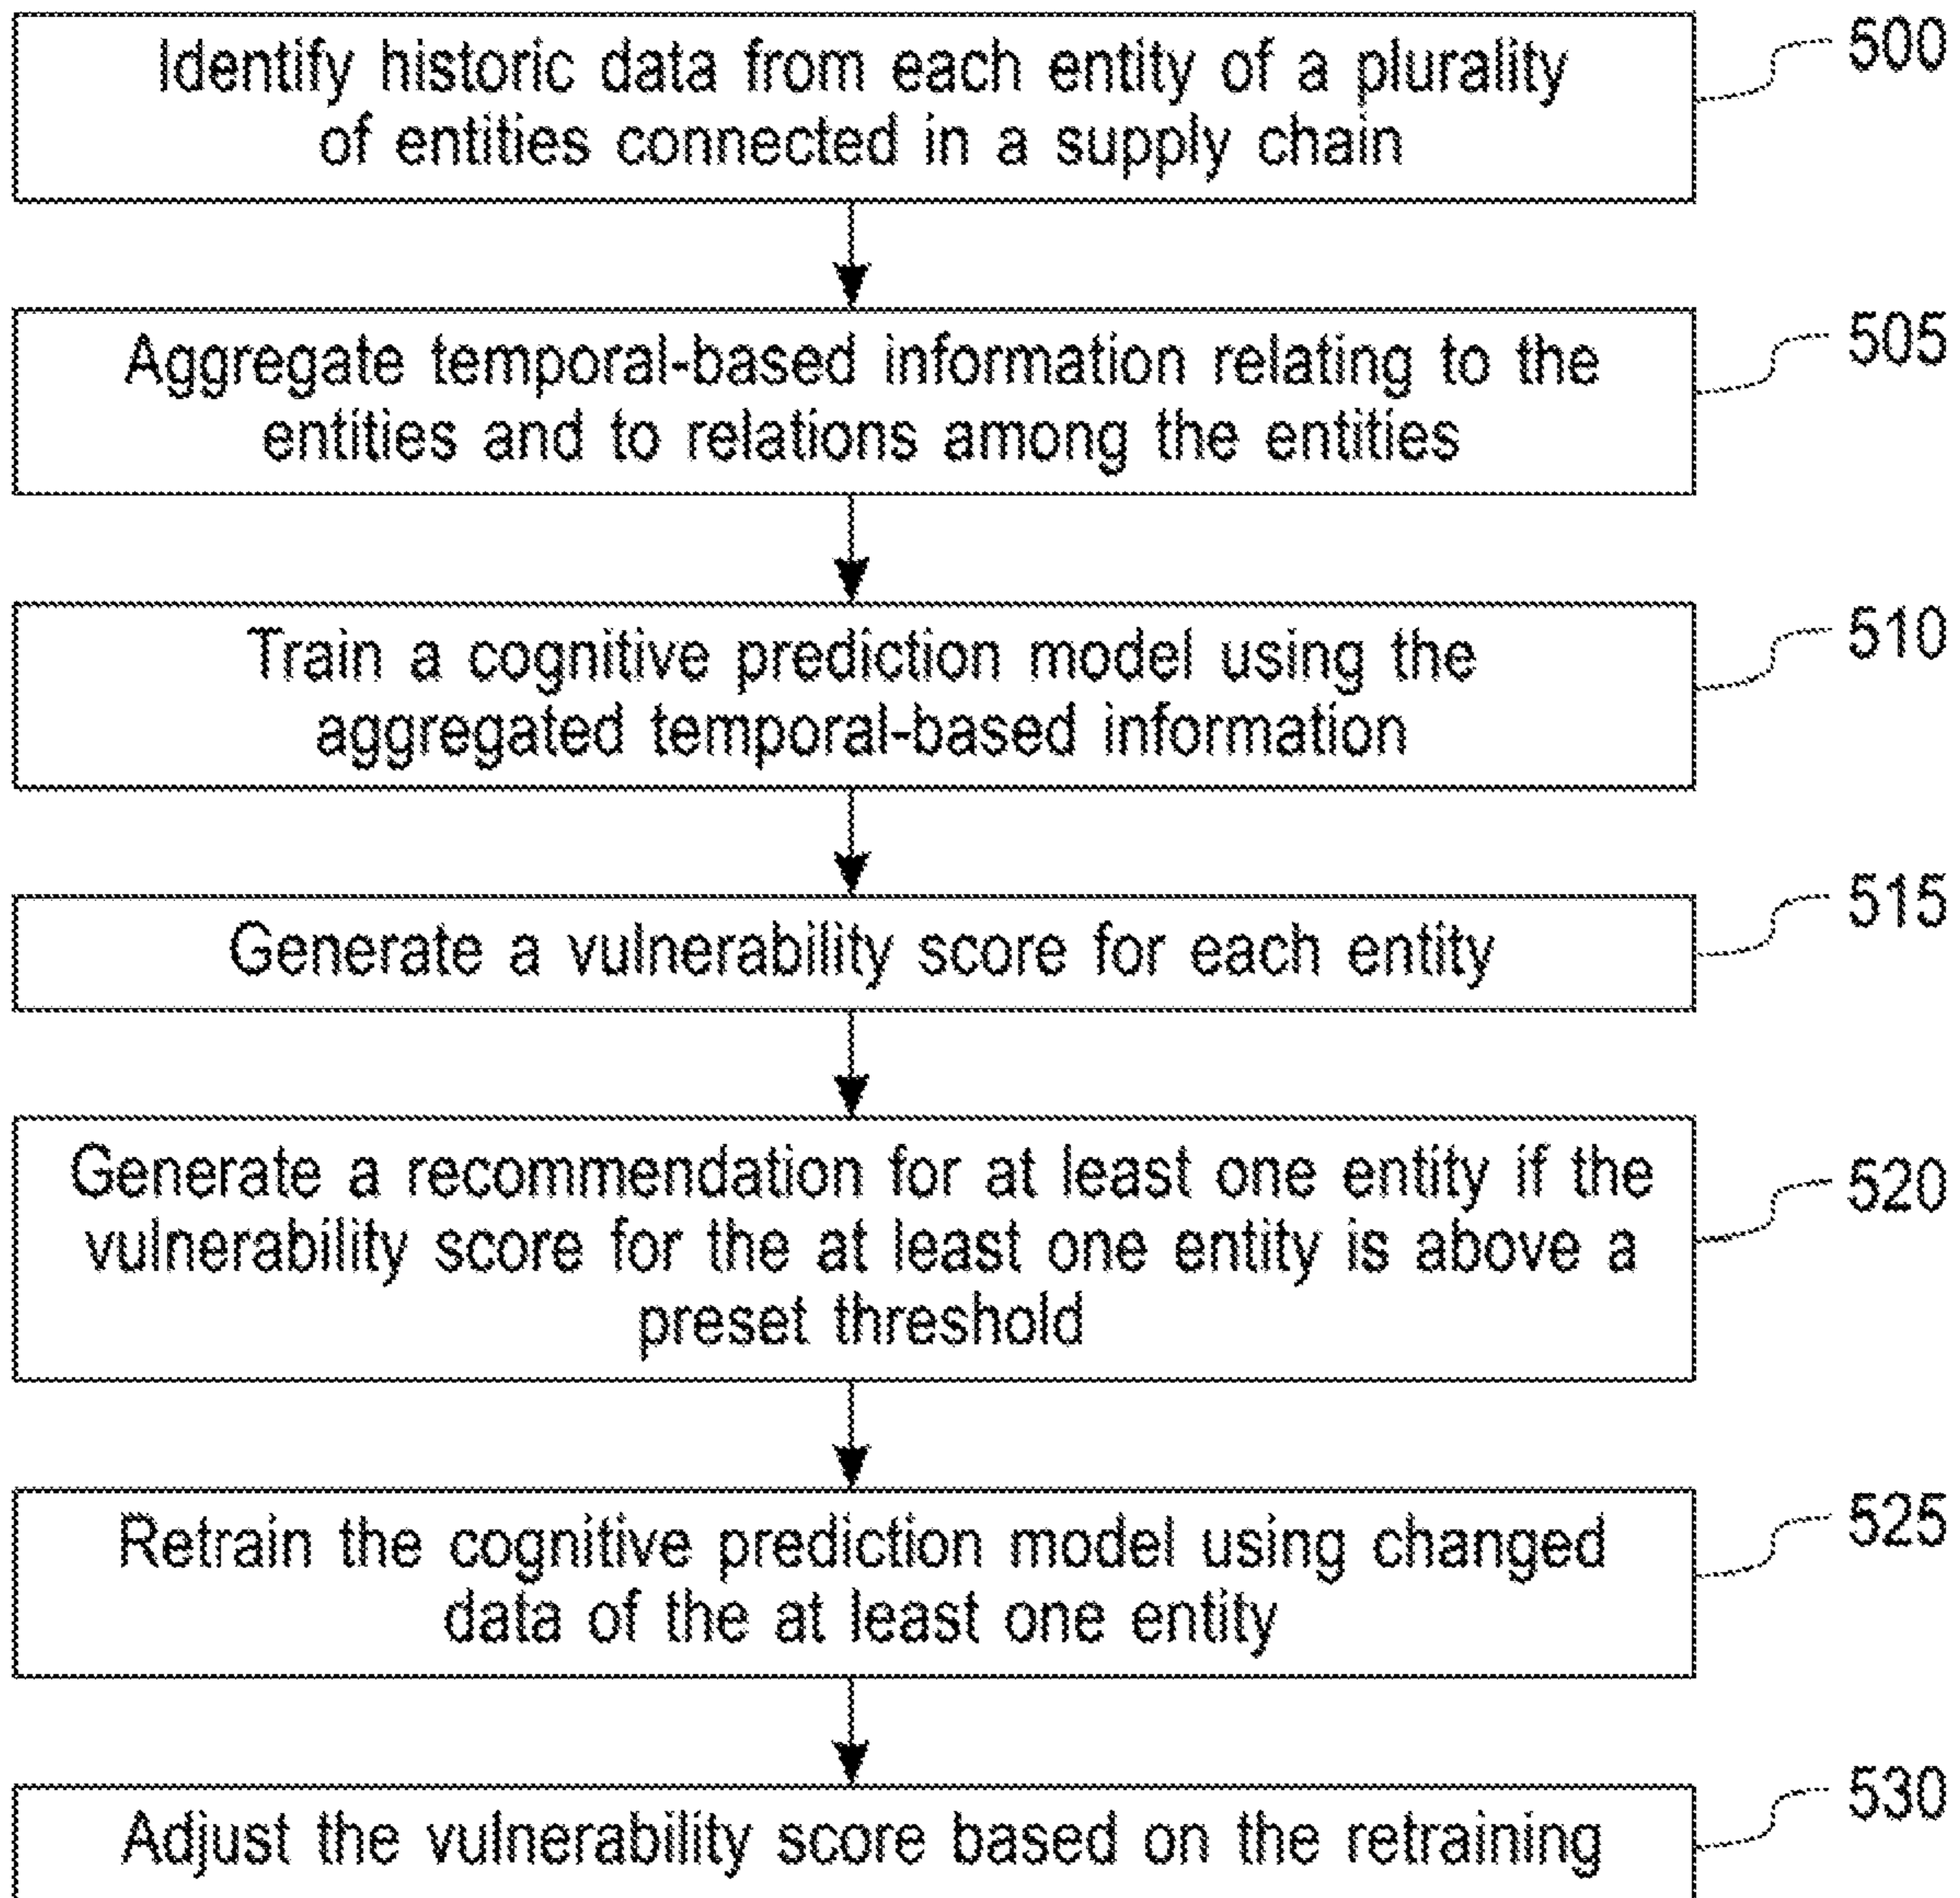 Identify historic data from each entity of a plurality
of entities connected in a supply chain
500
Aggregate temporal-based information relating to the
entities and to relations among the entities
505
Train a cognitive prediction model using the
aggregated temporal-based information
510
Generate a vulnerability score for each entity
515
Generate a recommendation for at least one entity if the
vulnerability score for the at least one entity is above a
preset threshold
520
Retrain the cognitive prediction model using changed
data of the at least one entity
525
Adjust the vulnerability score based on the retraining
530